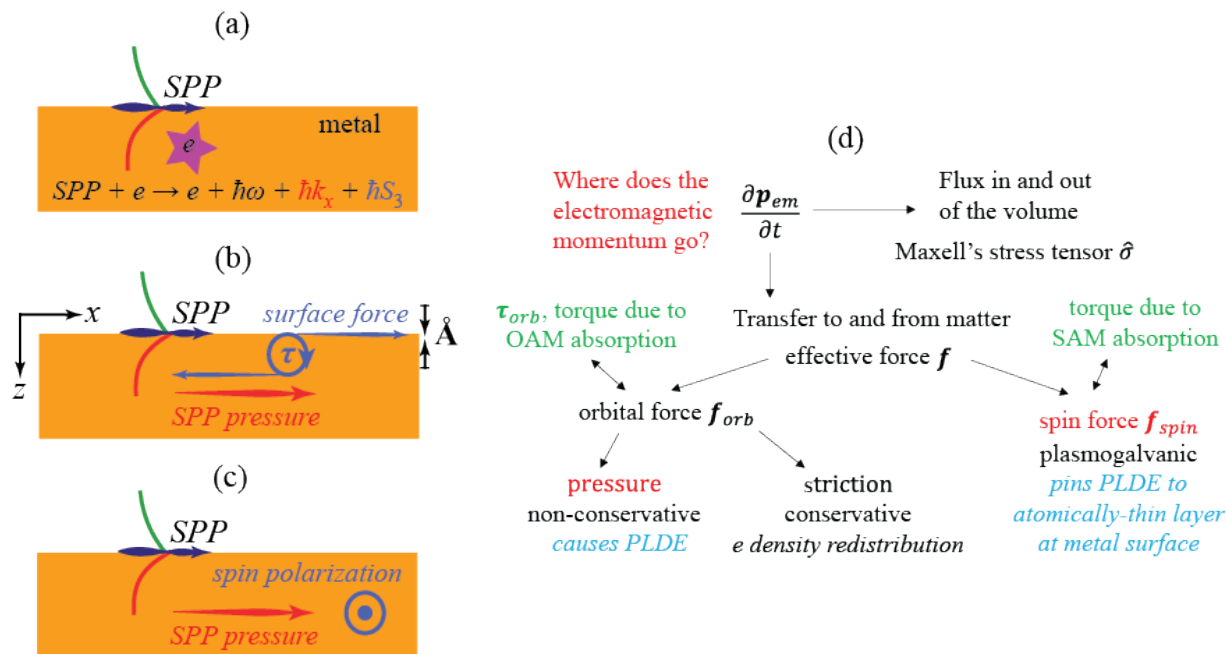 (a)
SPP
metal
e
SPP + e → e + ħω + ħkₓ + ħS₃
(b)
x
z
SPP
surface force
Å
τ
SPP pressure
(c)
SPP
spin polarization
SPP pressure
(d)
Where does the
electromagnetic
momentum go?
∂𝒑ₑₘ/∂t
Flux in and out
of the volume
Maxell's stress tensor σ̂
τ_orb, torque due to
OAM absorption
Transfer to and from matter
effective force f
torque due to
SAM absorption
orbital force f_orb
spin force f_spin
plasmogalvanic
pins PLDE to
atomically-thin layer
at metal surface
pressure
non-conservative
causes PLDE
striction
conservative
e density redistribution